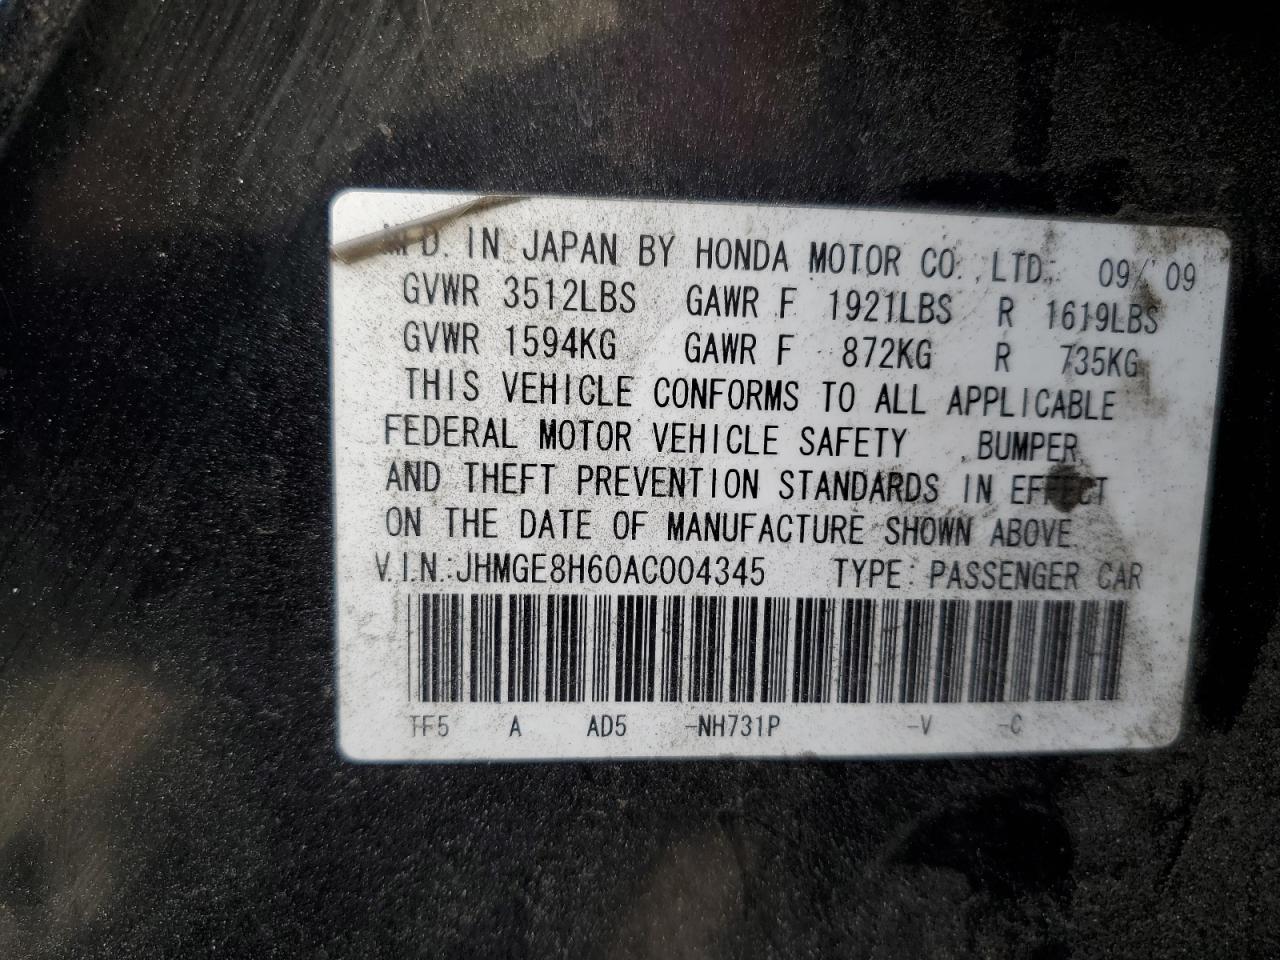 MFD. IN JAPAN BY HONDA MOTOR CO.,LTD. 09/'09
GVWR 3512LBS GAWR F 1921LBS R 1619LBS
GVWR 1594KG GAWR F 872KG R 735KG
THIS VEHICLE CONFORMS TO ALL APPLICABLE
FEDERAL MOTOR VEHICLE SAFETY , BUMPER,
AND THEFT PREVENTION STANDARDS IN EFFECT
ON THE DATE OF MANUFACTURE SHOWN ABOVE
V.I.N.:JHMGE8H60AC004345 TYPE: PASSENGER CAR
TF5 A AD5 -NH731P -V -C